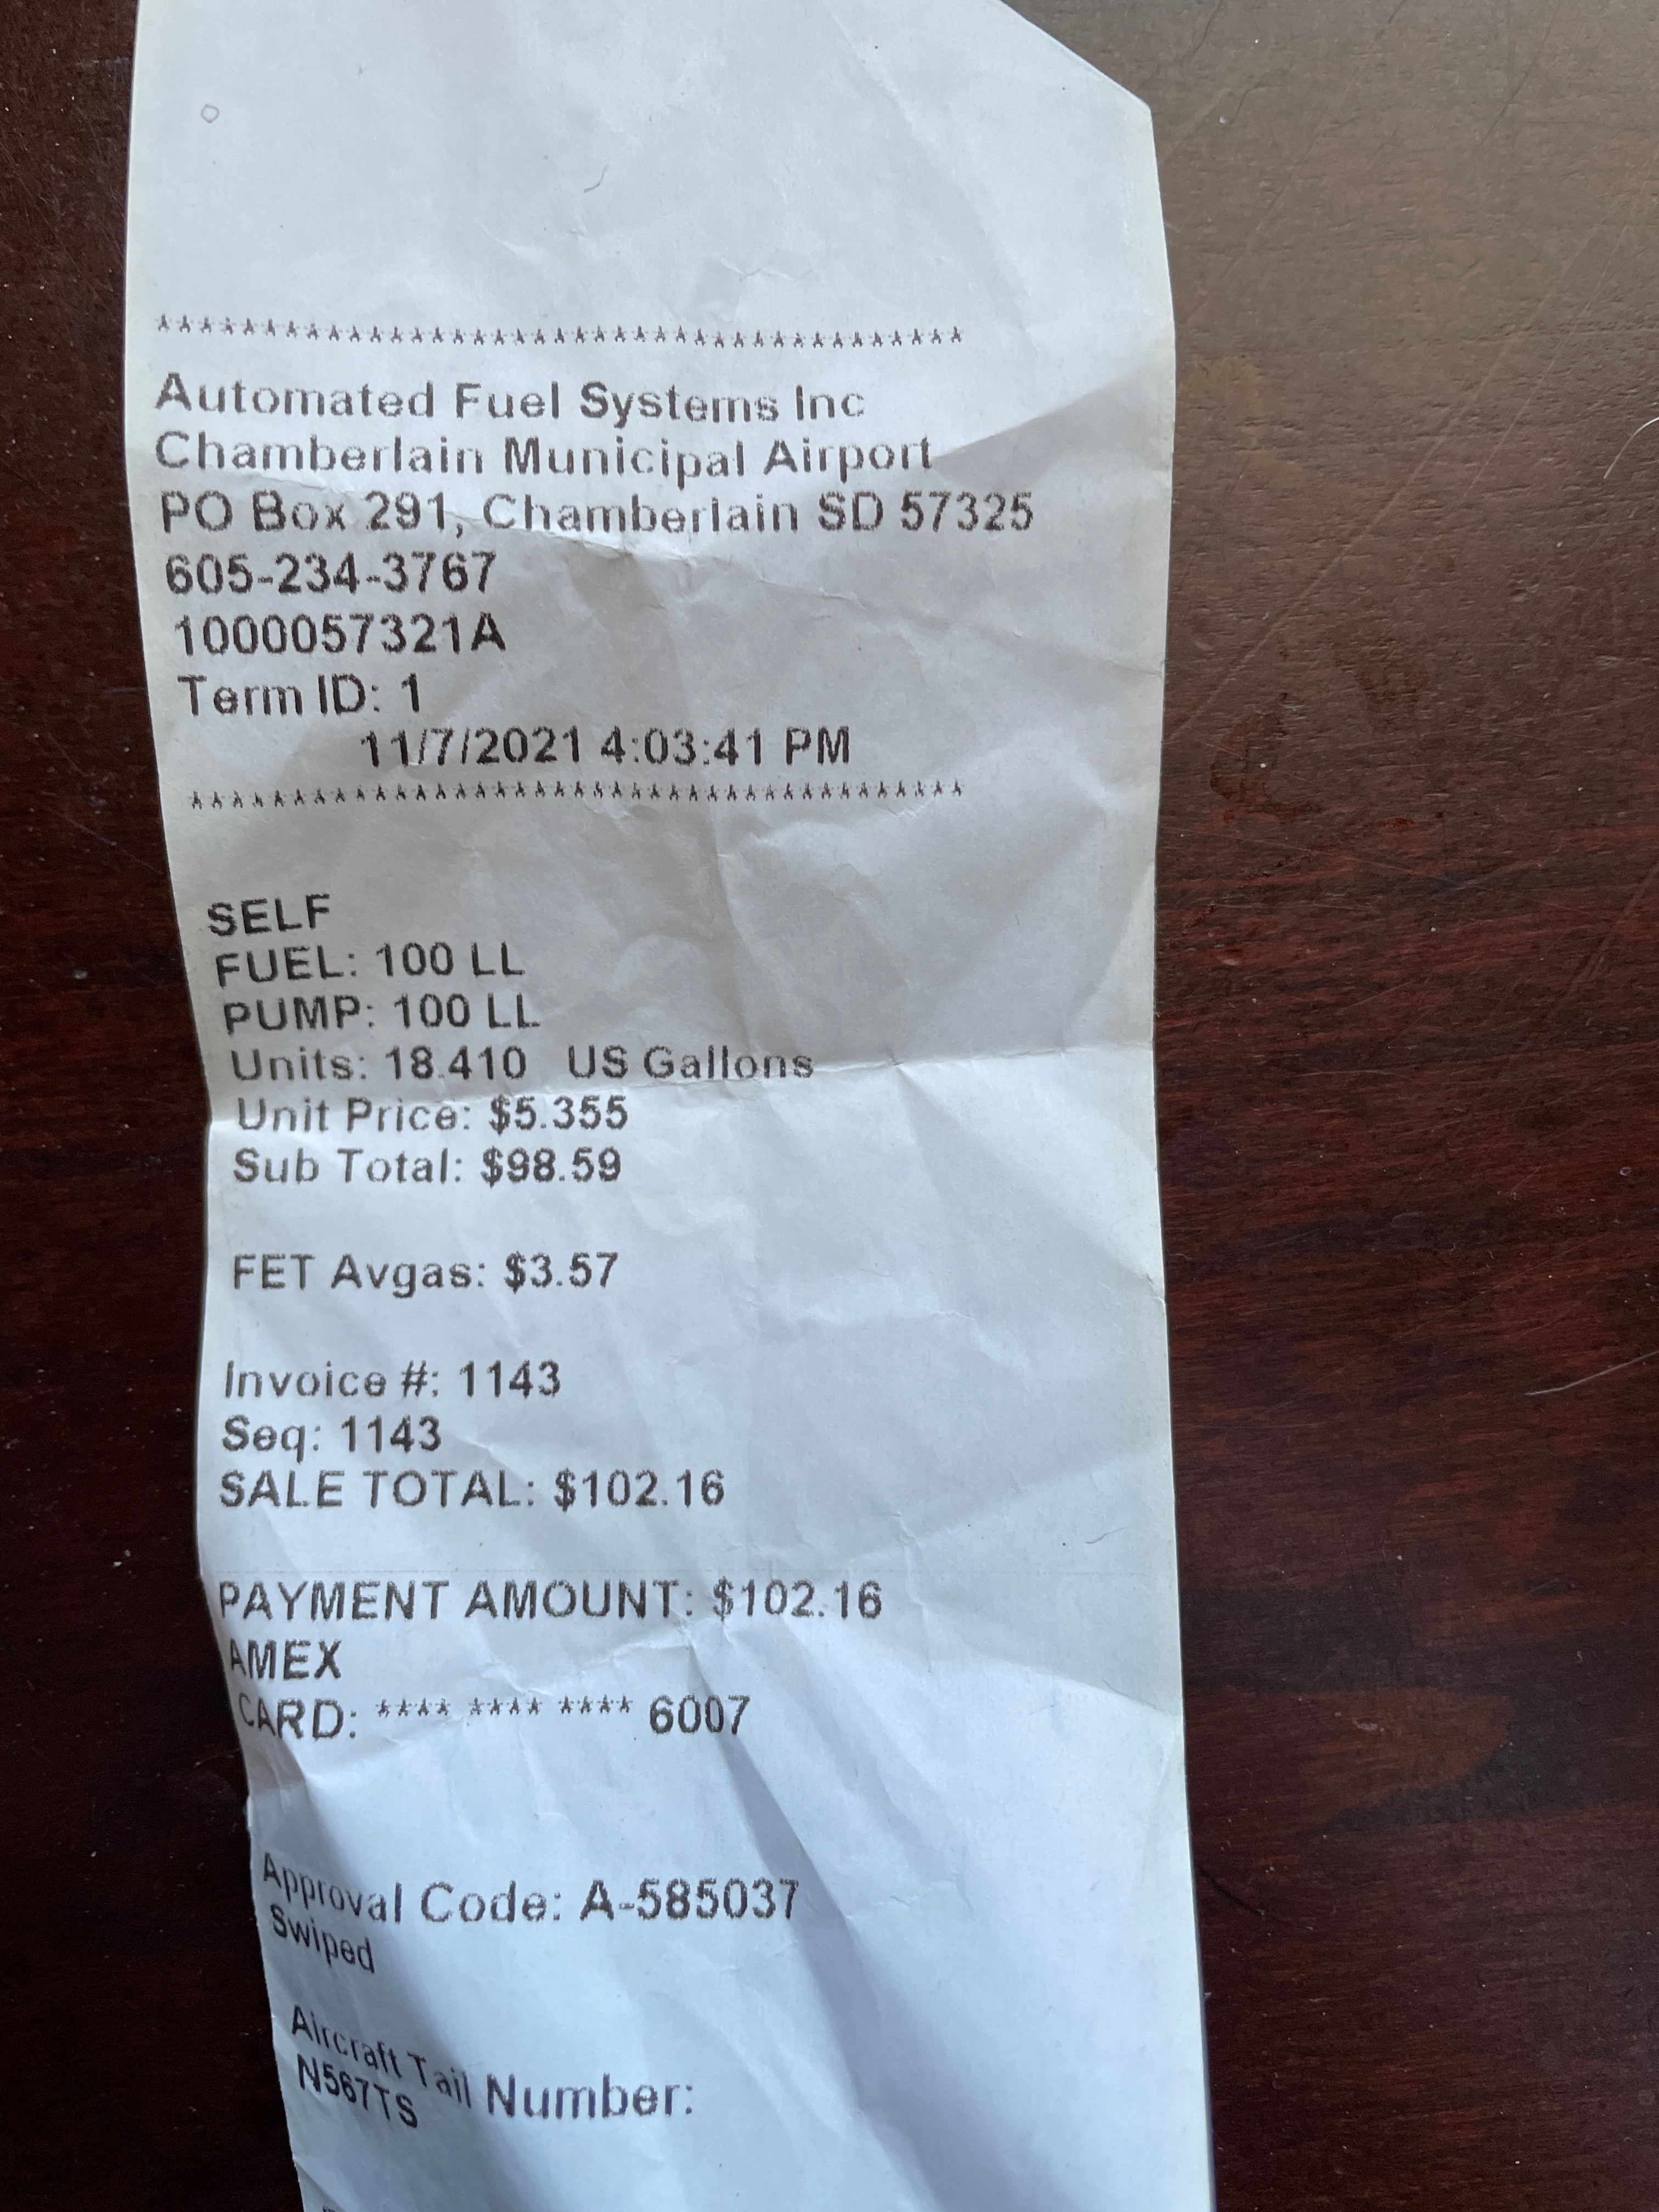 ***************************************
Automated Fuel Systems Inc
Chamberlain Municipal Airport
PO Box 291, Chamberlain SD 57325
605-234-3767
1000057321A
Term ID: 1
11/7/2021 4:03:41 PM
***************************************
SELF
FUEL: 100 LL
PUMP: 100 LL
Units: 18.410 US Gallons
Unit Price: $5.355
Sub Total: $98.59
FET Avgas: $3.57
Invoice #: 1143
Seq: 1143
SALE TOTAL: $102.16
PAYMENT AMOUNT: $102.16
AMEX
CARD: **** **** **** 6007
Approval Code: A-585037
Swiped
Aircraft Tail Number:
N567TS